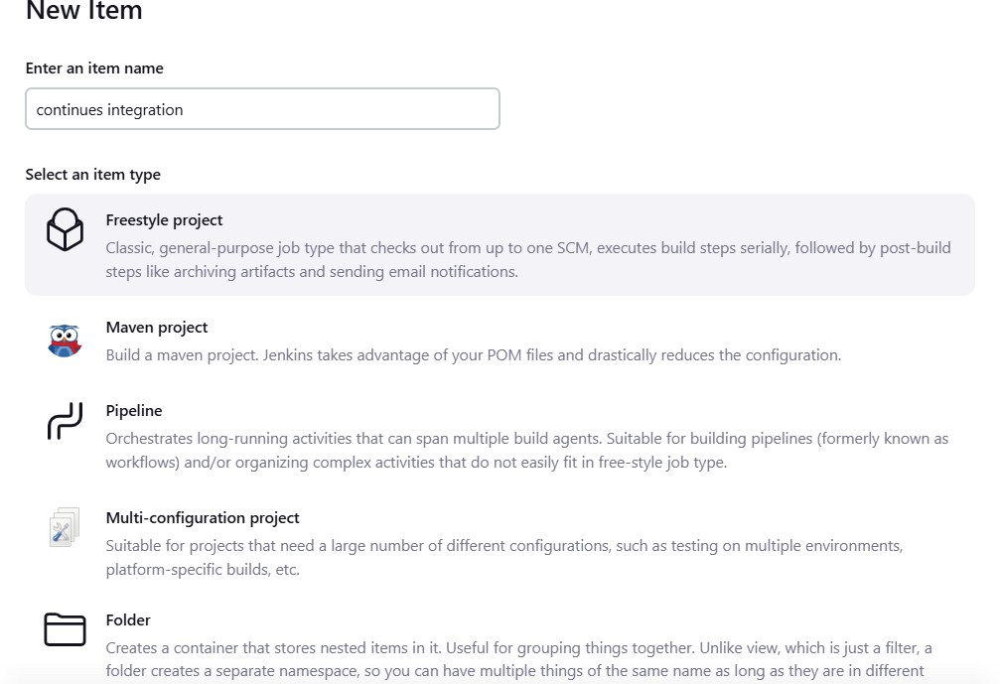 New Item
Enter an item name
continues integration
Select an item type
Freestyle project
Classic, general-purpose job type that checks out from up to one SCM, executes build steps serially, followed by post-build
steps like archiving artifacts and sending email notifications.
Maven project
Build a maven project. Jenkins takes advantage of your POM files and drastically reduces the configuration.
Pipeline
Orchestrates long-running activities that can span multiple build agents. Suitable for building pipelines (formerly known as
workflows) and/or organizing complex activities that do not easily fit in free-style job type.
Multi-configuration project
Suitable for projects that need a large number of different configurations, such as testing on multiple environments,
platform-specific builds, etc.
Folder
Creates a container that stores nested items in it. Useful for grouping things together. Unlike view, which is just a filter, a
folder creates a separate namespace, so you can have multiple things of the same name as long as they are in different